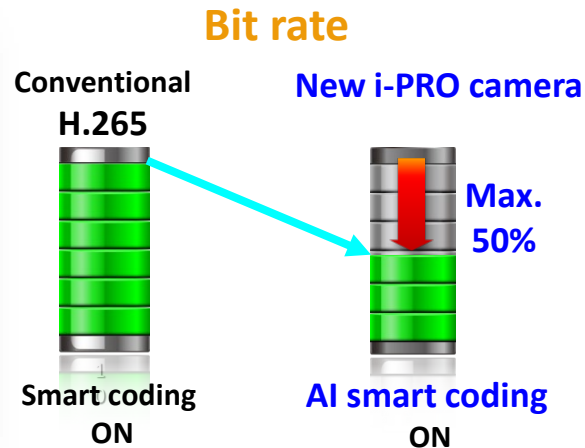 Bit rate
Conventional
H.265
New i-PRO camera
Max.
50%
Smart coding
ON
AI smart coding
ON